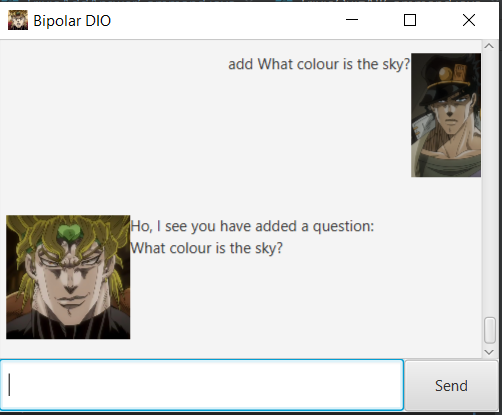 Bipolar DIO
add What colour is the sky?
Ho, I see you have added a question:
What colour is the sky?
Send